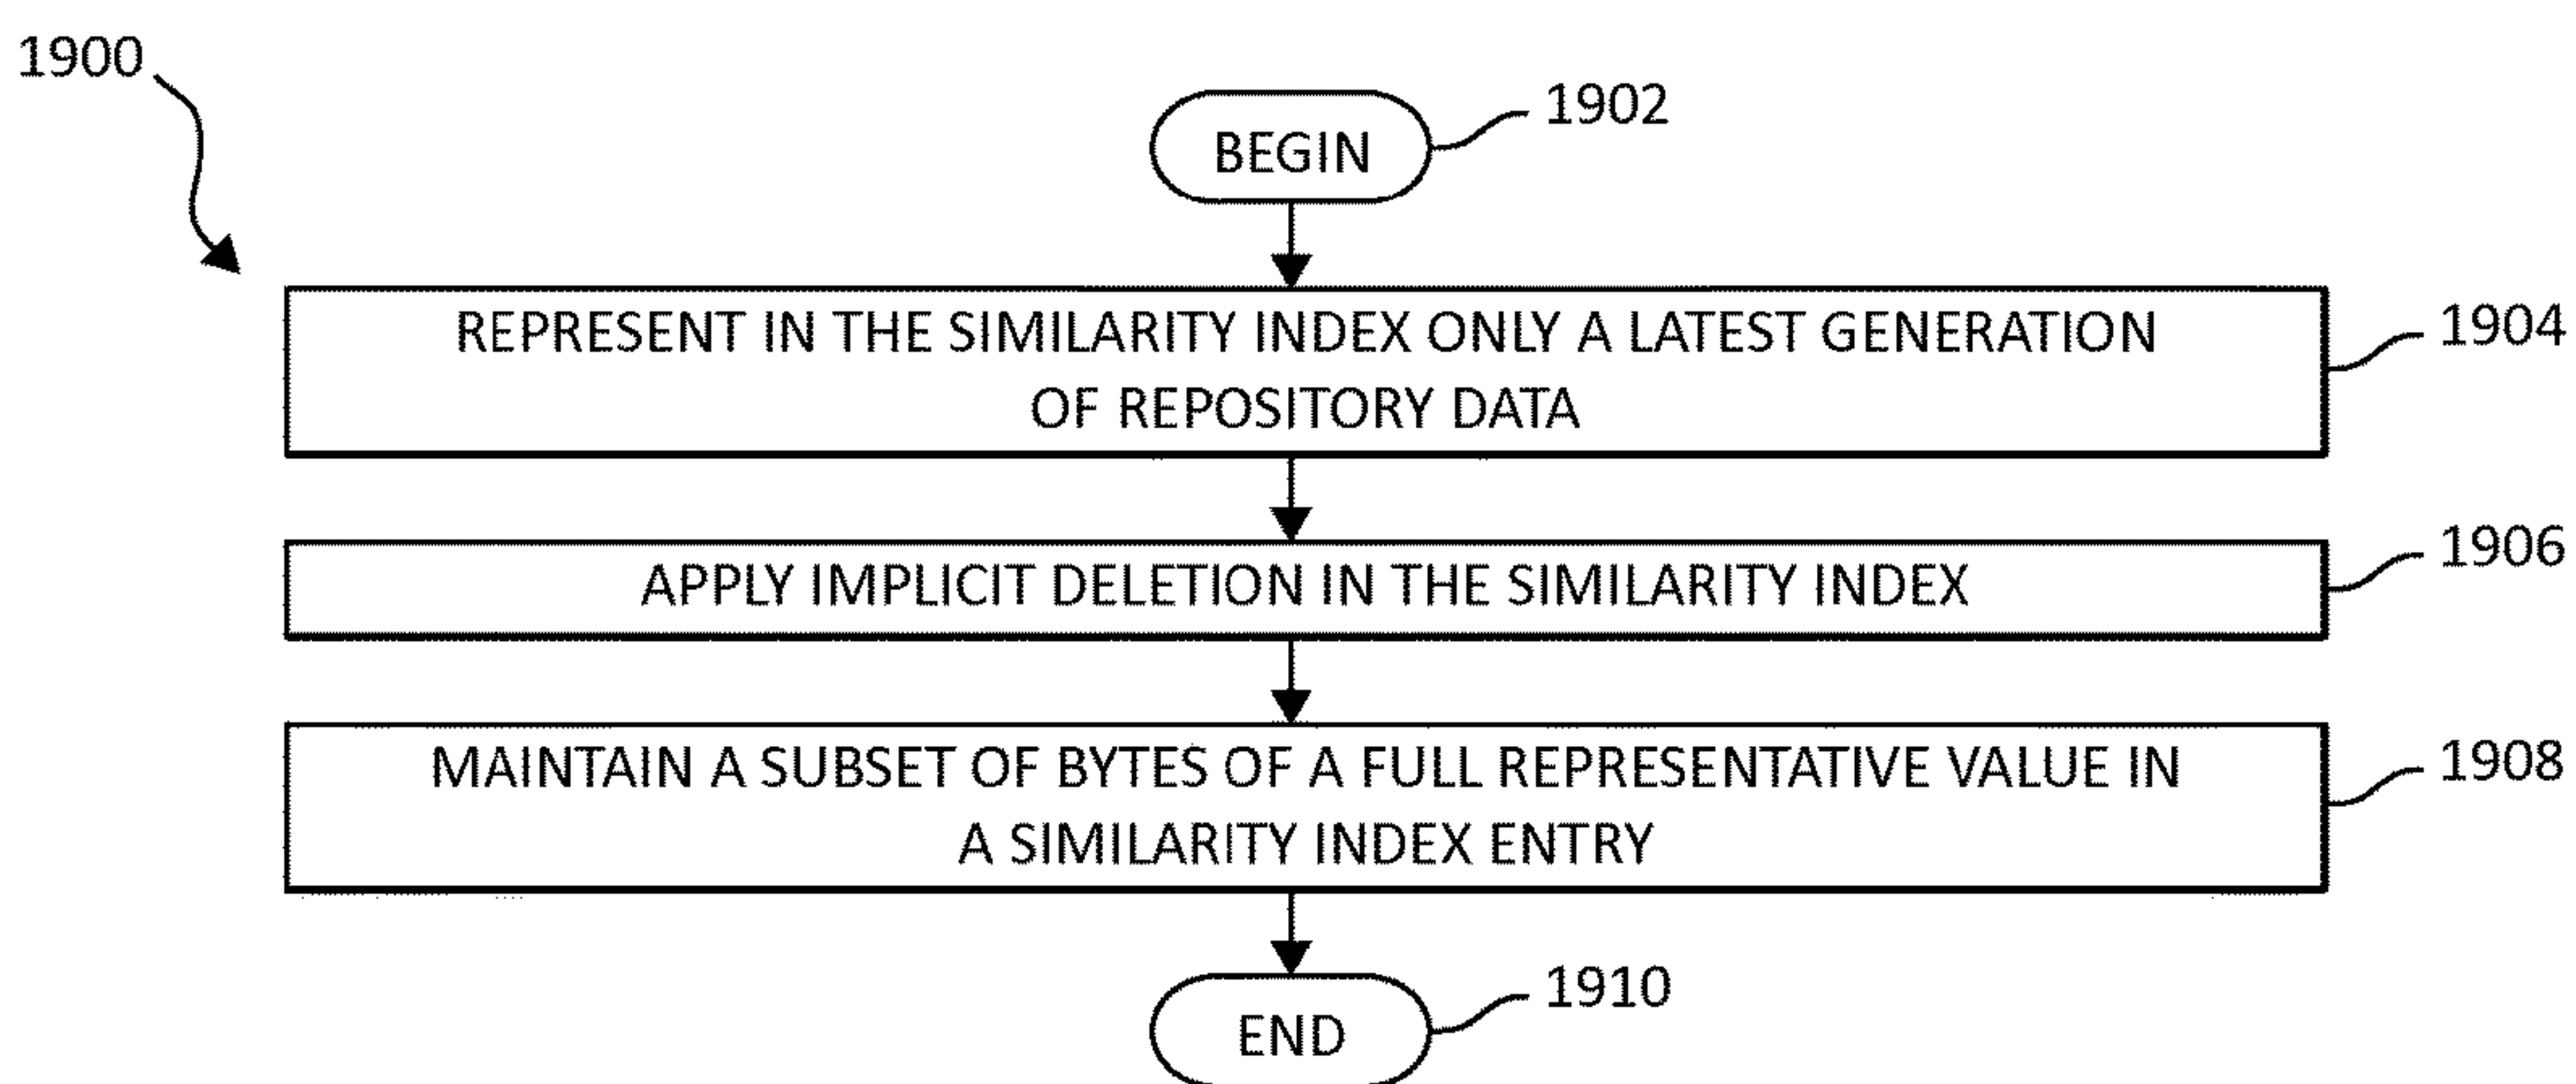 1900
BEGIN
1902
REPRESENT IN THE SIMILARITY INDEX ONLY A LATEST GENERATION
OF REPOSITORY DATA
1904
APPLY IMPLICIT DELETION IN THE SIMILARITY INDEX
1906
MAINTAIN A SUBSET OF BYTES OF A FULL REPRESENTATIVE VALUE IN
A SIMILARITY INDEX ENTRY
1908
END
1910